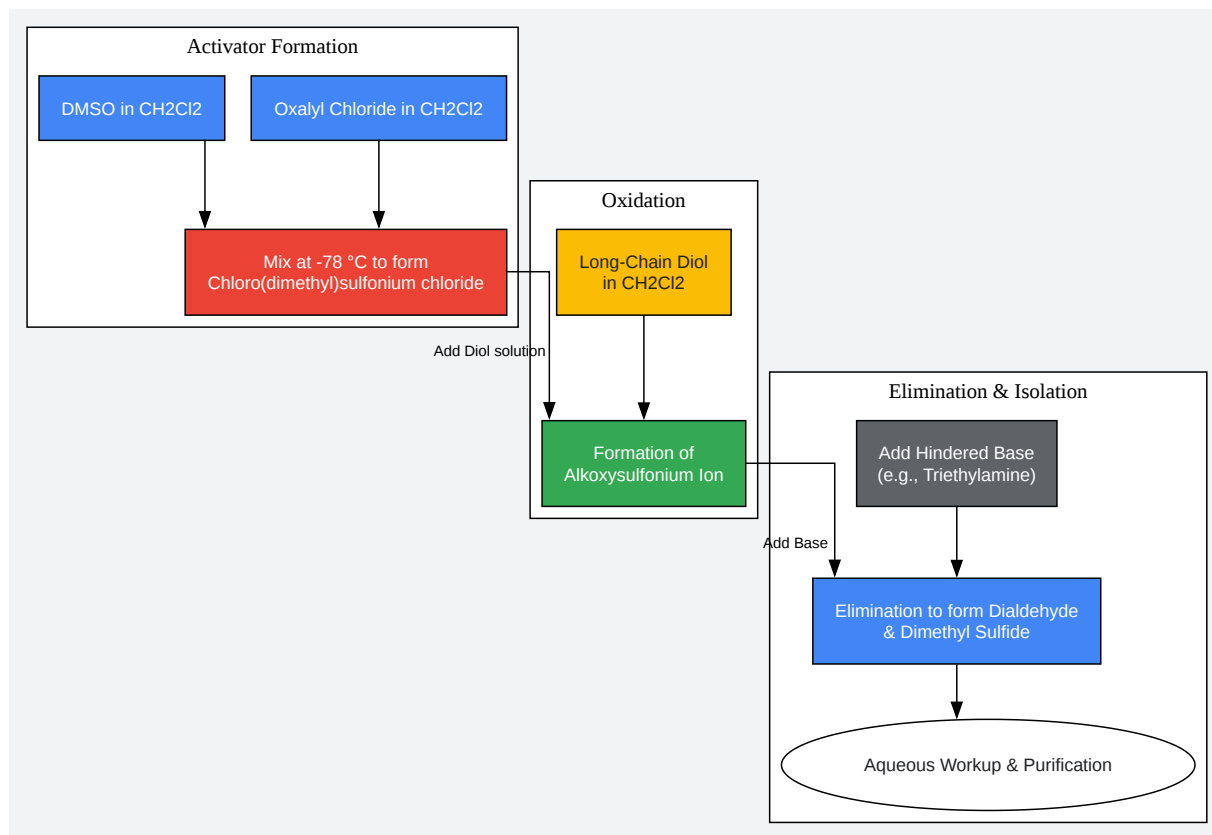 Activator Formation
DMSO in CH2Cl2
Oxalyl Chloride in CH2Cl2
Mix at -78 °C to form
Chloro(dimethyl)sulfonium chloride
Add Diol solution
Oxidation
Long-Chain Diol
in CH2Cl2
Formation of
Alkoxysulfonium Ion
Add Base
Elimination & Isolation
Add Hindered Base
(e.g., Triethylamine)
Elimination to form Dialdehyde
& Dimethyl Sulfide
Aqueous Workup & Purification